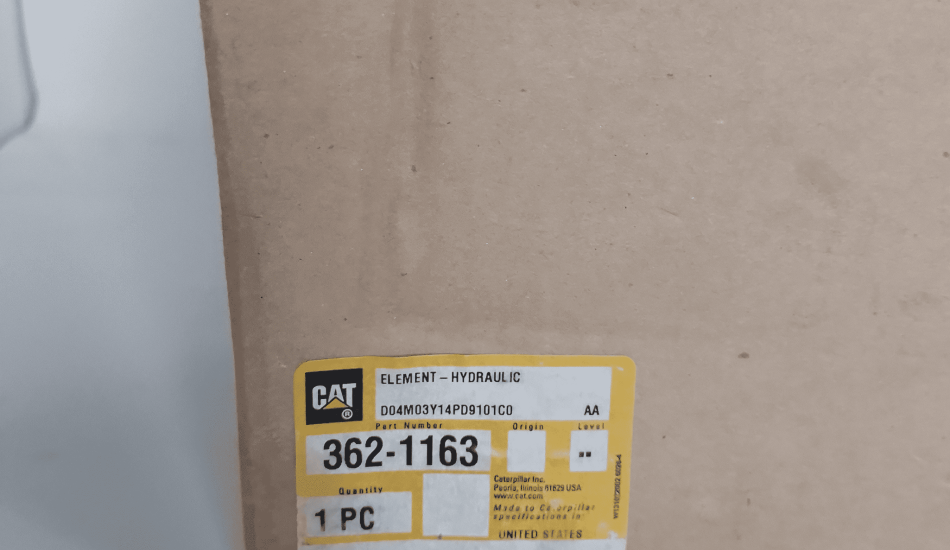 CAT
®
ELEMENT – HYDRAULIC
D04M03Y14PD9101C0 AA
Part Number Origin Level
362-1163 --
Quantity
1 PC
Caterpillar Inc.
Peoria, Illinois 61629 USA
www.cat.com
Made to Caterpillar
specifications in
UNITED STATES